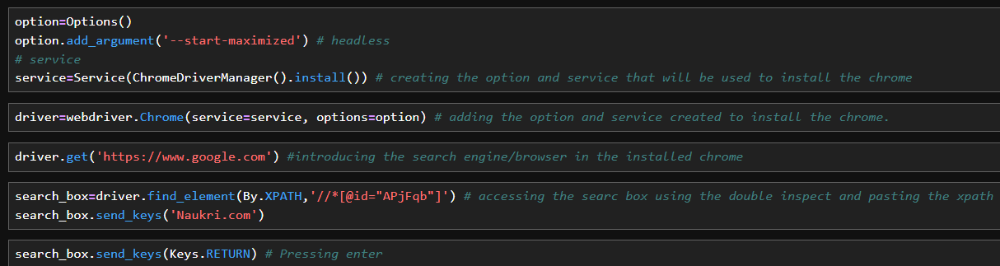 option=Options()
option.add_argument('--start-maximized') # headless
# service
service=Service(ChromeDriverManager().install()) # creating the option and service that will be used to install the chrome
driver=webdriver.Chrome(service=service, options=option) # adding the option and service created to install the chrome.
driver.get('https://www.google.com') #introducing the search engine/browser in the installed chrome
search_box=driver.find_element(By.XPATH,'//*[@id="APjFqb"]') # accessing the searc box using the double inspect and pasting the xpath
search_box.send_keys('Naukri.com')
search_box.send_keys(Keys.RETURN) # Pressing enter